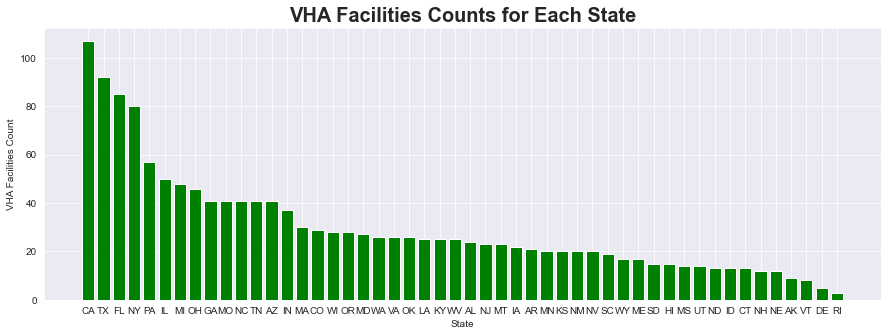 VHA Facilities Counts for Each State
VHA Facilities Count
100
80
60
40
20
0
CA TX FL NY PA IL MI OH GA MO NC TN AZ IN MA CO WI OR MD WA VA OK LA KY WV AL NJ MT IA AR MN KS NM NV SC WY ME SD HI MS UT ND ID CT NH NE AK VT DE RI
State